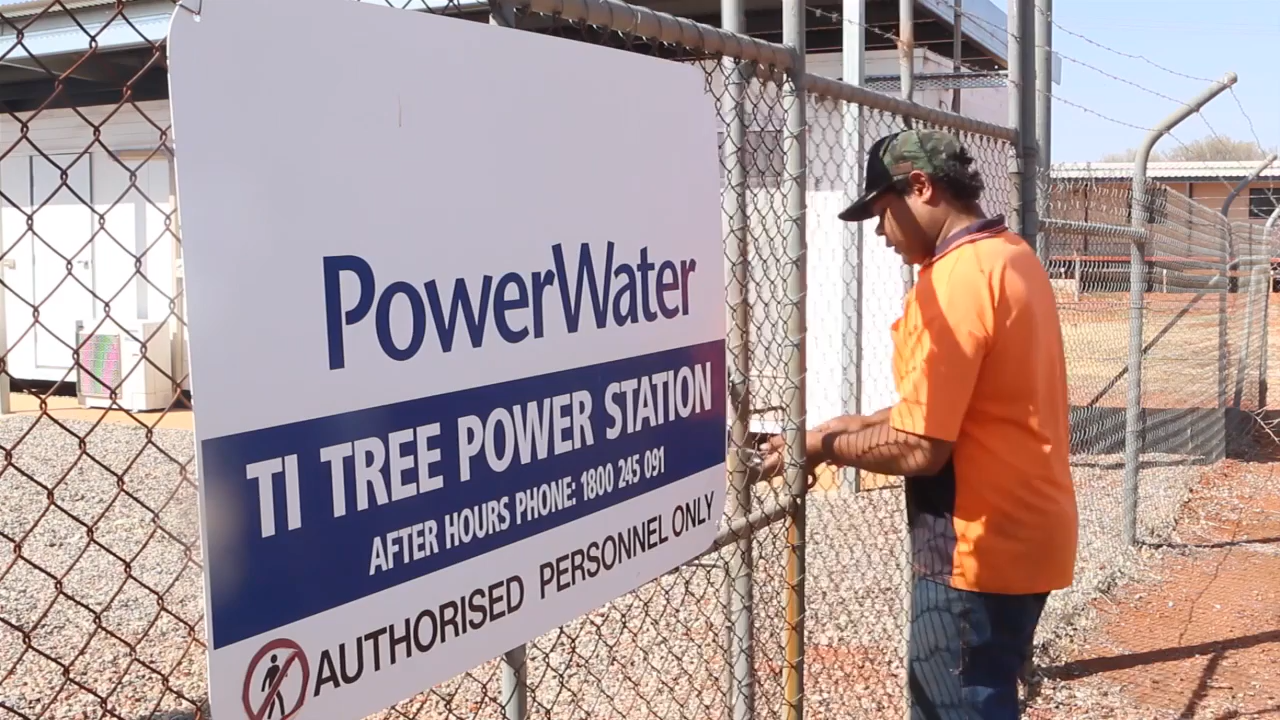 PowerWater
TI TREE POWER STATION
AFTER HOURS PHONE: 1800 245 091
AUTHORISED PERSONNEL ONLY